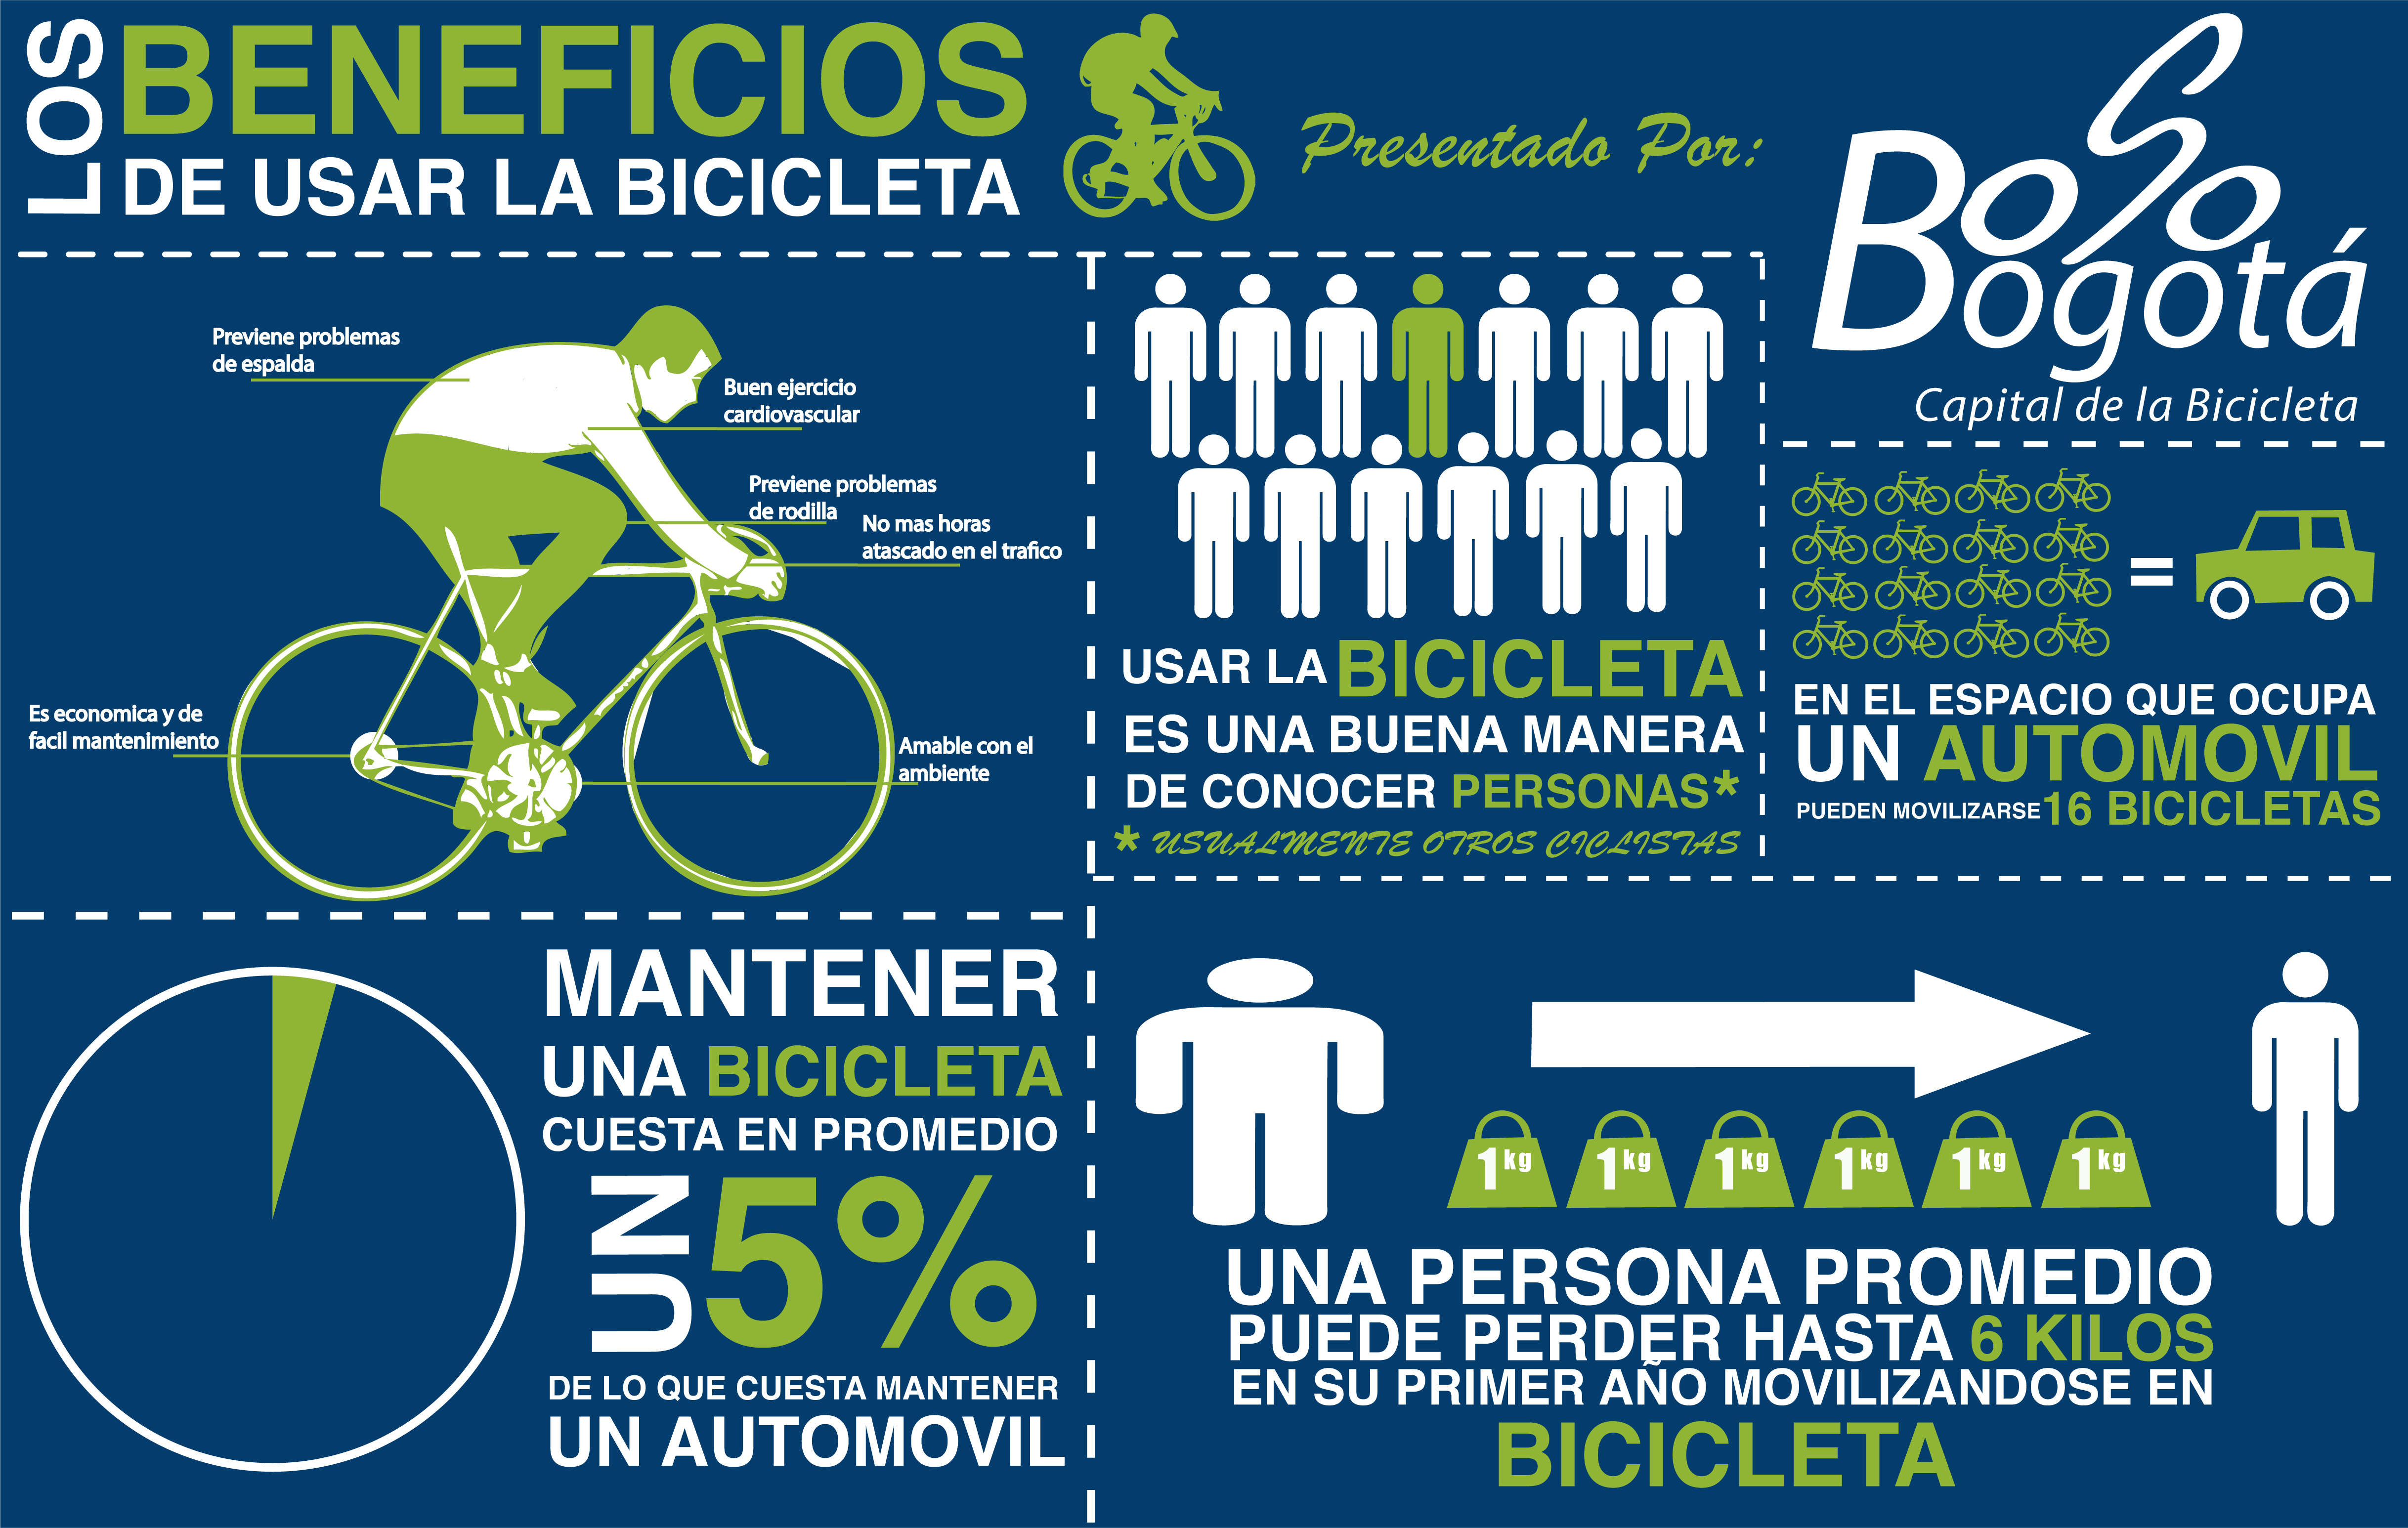 LOS
BENEFICIOS
DE USAR LA BICICLETA
Presentado Por:
Bogotá
Capital de la Bicicleta
Previene problemas
de espalda
Buen ejercicio
cardiovascular
Previene problemas
de rodilla
No mas horas
atascado en el trafico
Es economica y de
facil mantenimiento
Amable con el
ambiente
USAR LA BICICLETA
ES UNA BUENA MANERA
DE CONOCER PERSONAS*
* USUALMENTE OTROS CICLISTAS
=
EN EL ESPACIO QUE OCUPA
UN AUTOMOVIL
PUEDEN MOVILIZARSE 16 BICICLETAS
MANTENER
UNA BICICLETA
CUESTA EN PROMEDIO
UN 5%
DE LO QUE CUESTA MANTENER
UN AUTOMOVIL
1kg 1kg 1kg 1kg 1kg 1kg
UNA PERSONA PROMEDIO
PUEDE PERDER HASTA 6 KILOS
EN SU PRIMER AÑO MOVILIZANDOSE EN
BICICLETA